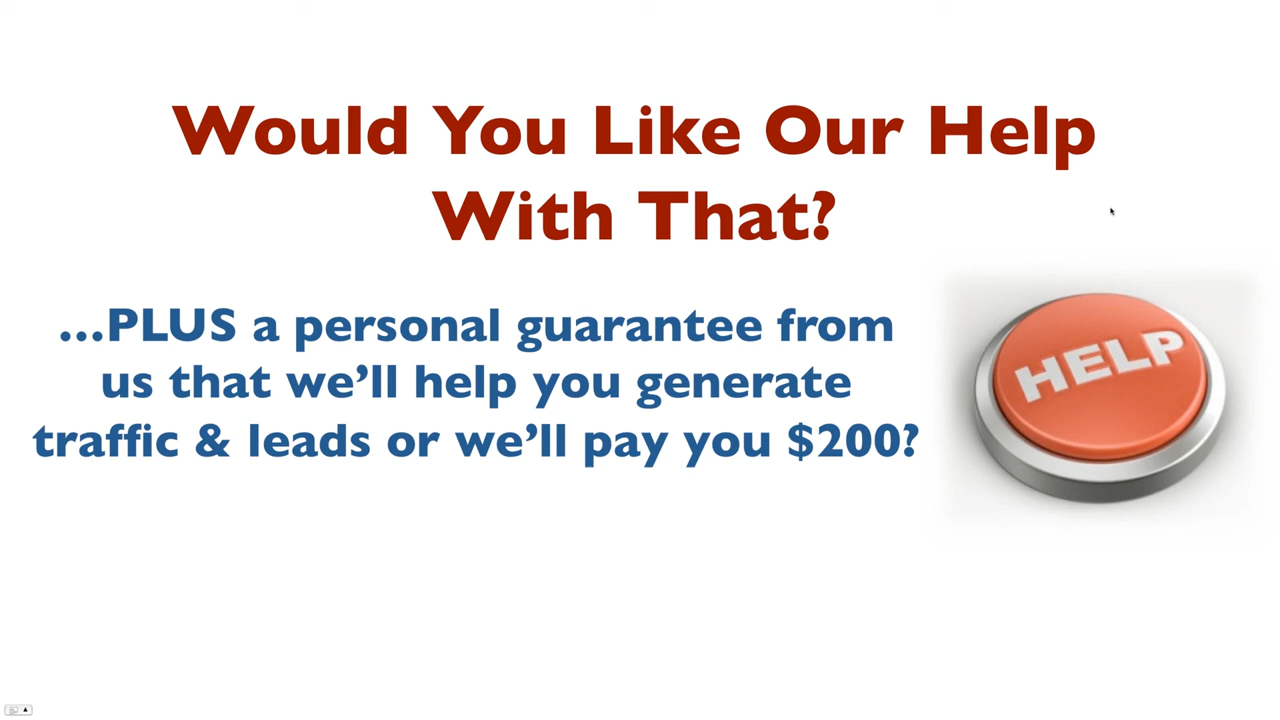 Would You Like Our Help
With That?
...PLUS a personal guarantee from
us that we’ll help you generate
traffic & leads or we’ll pay you $200?
HELP